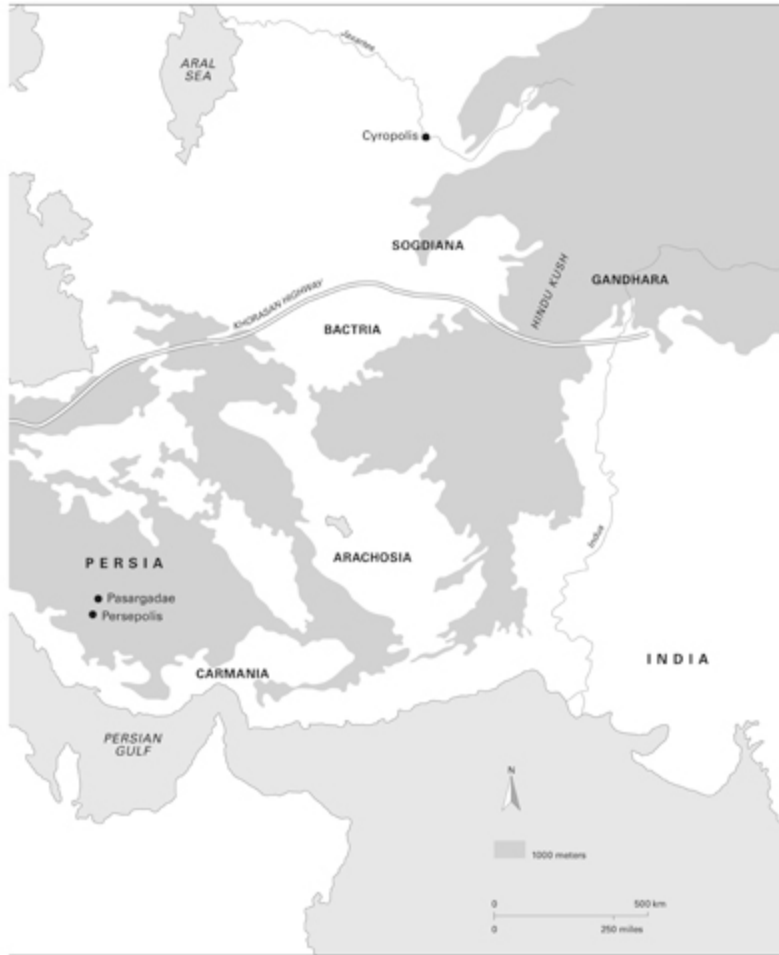 ARAL
SEA
Jaxartes
Cyropolis
SOGDIANA
KHORASAN HIGHWAY
HINDU KUSH
GANDHARA
BACTRIA
Indus
ARACHOSIA
PERSIA
Pasargadae
Persepolis
INDIA
CARMANIA
PERSIAN
GULF
N
1000 meters
0 500 km
0 250 miles